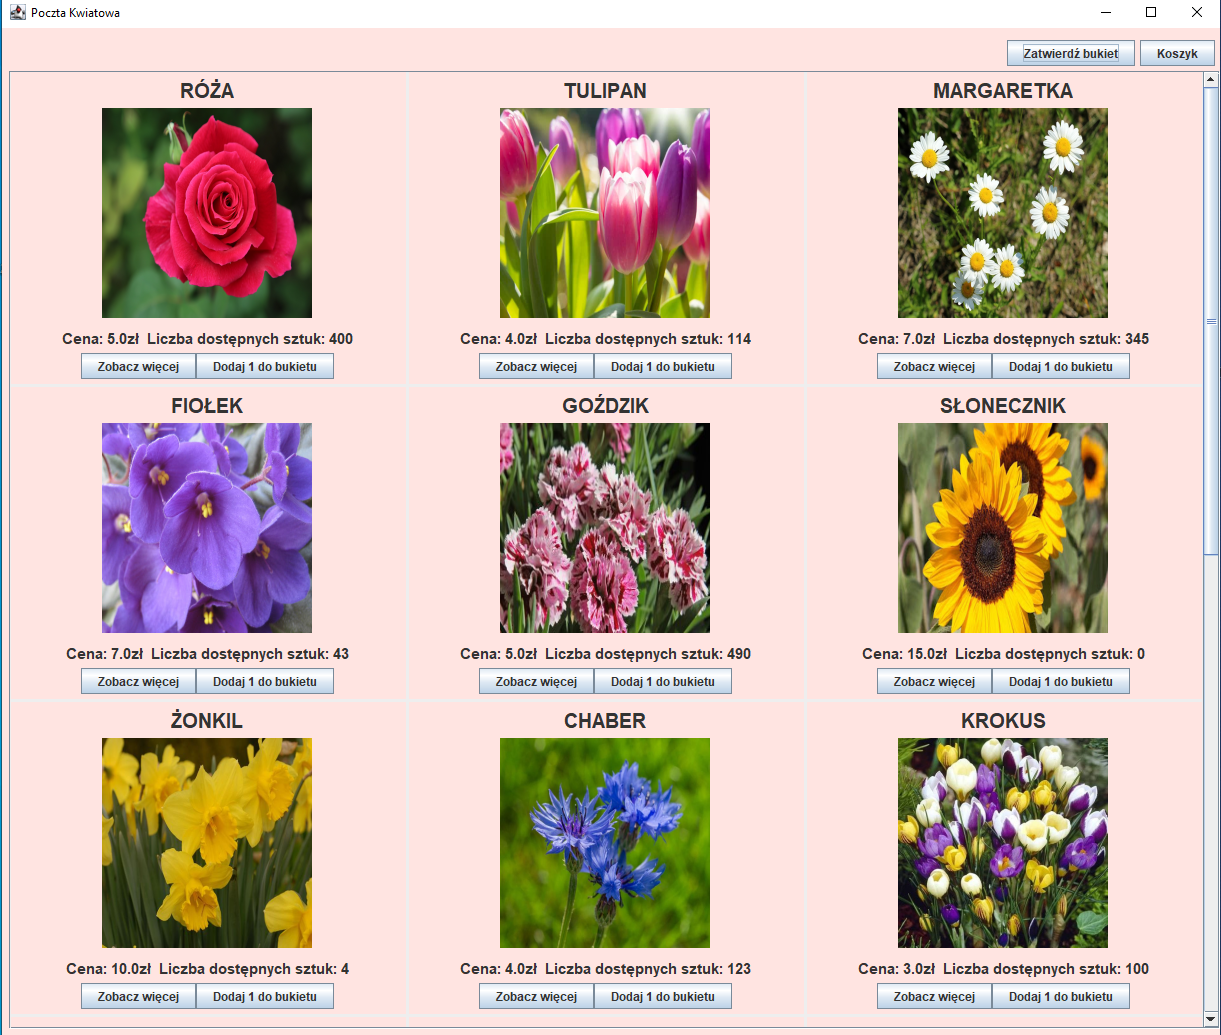 Poczta Kwiatowa
Zatwierdź bukiet Koszyk
RÓŻA TULIPAN MARGARETKA
Cena: 5.0zł Liczba dostępnych sztuk: 400 Cena: 4.0zł Liczba dostępnych sztuk: 114 Cena: 7.0zł Liczba dostępnych sztuk: 345
Zobacz więcej Dodaj 1 do bukietu Zobacz więcej Dodaj 1 do bukietu Zobacz więcej Dodaj 1 do bukietu
FIOŁEK GOŹDZIK SŁONECZNIK
Cena: 7.0zł Liczba dostępnych sztuk: 43 Cena: 5.0zł Liczba dostępnych sztuk: 490 Cena: 15.0zł Liczba dostępnych sztuk: 0
Zobacz więcej Dodaj 1 do bukietu Zobacz więcej Dodaj 1 do bukietu Zobacz więcej Dodaj 1 do bukietu
ŻONKIL CHABER KROKUS
Cena: 10.0zł Liczba dostępnych sztuk: 4 Cena: 4.0zł Liczba dostępnych sztuk: 123 Cena: 3.0zł Liczba dostępnych sztuk: 100
Zobacz więcej Dodaj 1 do bukietu Zobacz więcej Dodaj 1 do bukietu Zobacz więcej Dodaj 1 do bukietu